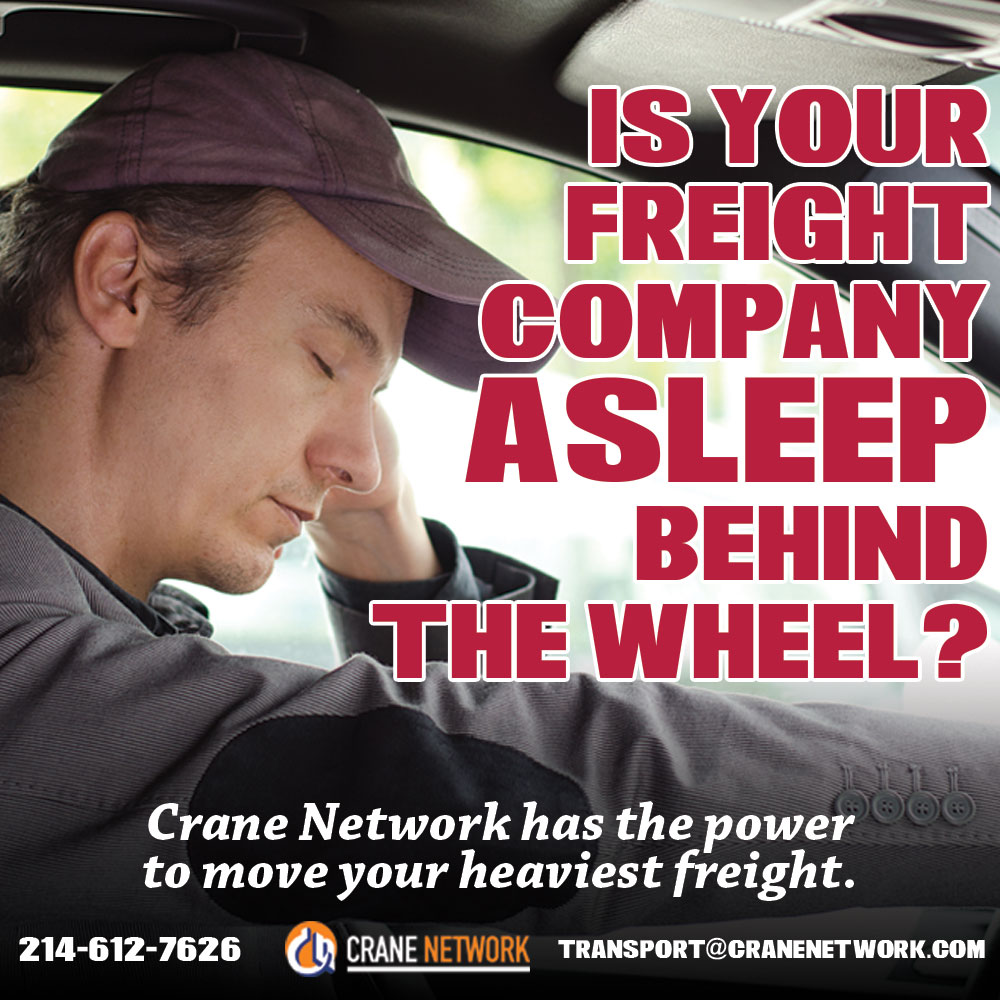 IS YOUR
FREIGHT
COMPANY
ASLEEP
BEHIND
THE WHEEL?
Crane Network has the power
to move your heaviest freight.
214-612-7626
CRANE NETWORK
TRANSPORT@CRANENETWORK.COM